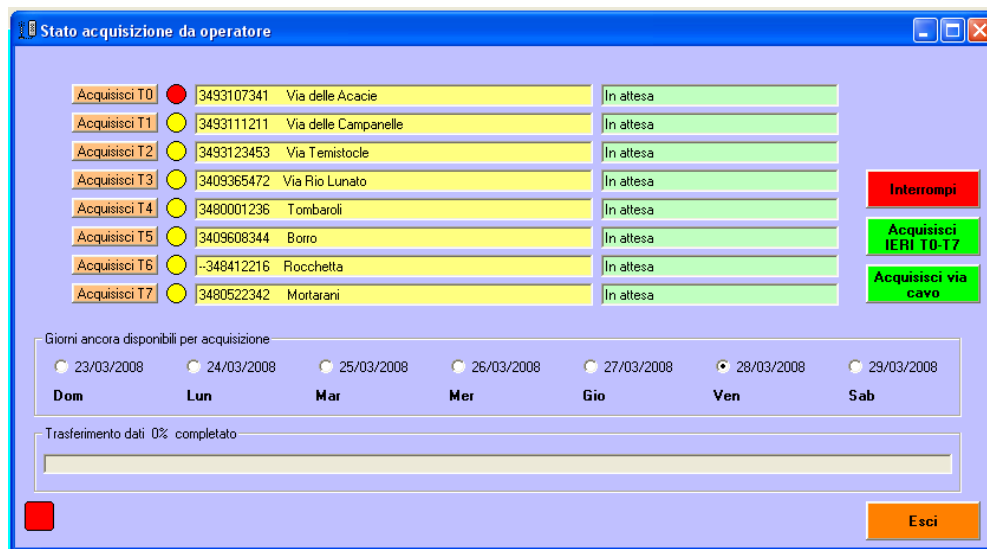 Stato acquisizione da operatore
Acquisisci T0 3493107341 Via delle Acacie In attesa
Acquisisci T1 3493111211 Via delle Campanelle In attesa
Acquisisci T2 3493123453 Via Temistocle In attesa
Acquisisci T3 3409365472 Via Rio Lunato In attesa
Acquisisci T4 3480001236 Tombaroli In attesa
Acquisisci T5 3409608344 Borro In attesa
Acquisisci T6 --348412216 Rocchetta In attesa
Acquisisci T7 3480522342 Mortarani In attesa
Interrompi
Acquisisci
IERI T0-T7
Acquisisci via
cavo
Giorni ancora disponibili per acquisizione
23/03/2008 24/03/2008 25/03/2008 26/03/2008 27/03/2008 28/03/2008 29/03/2008
Dom Lun Mar Mer Gio Ven Sab
Trasferimento dati 0% completato
Esci